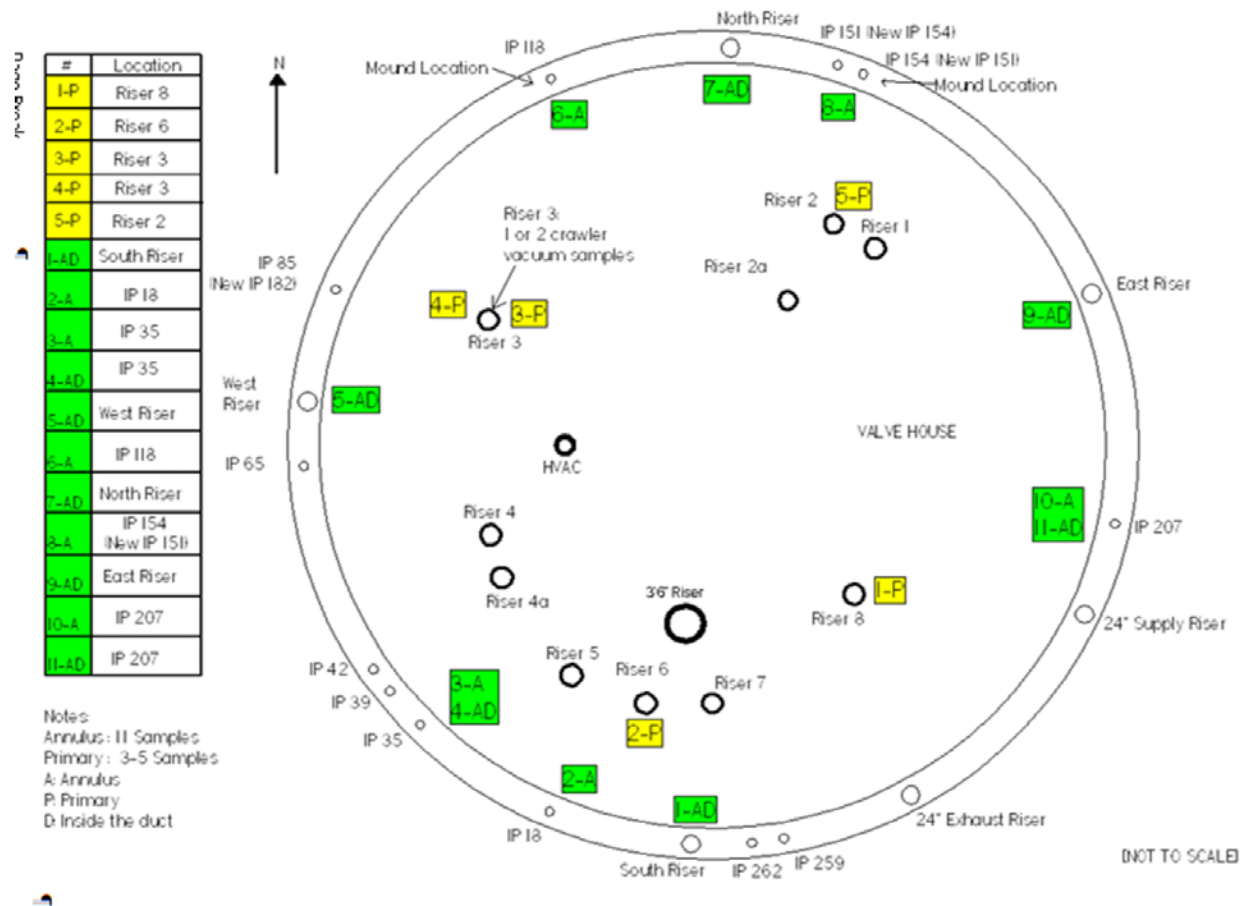 # Location
1-P Riser 8
2-P Riser 6
3-P Riser 3
4-P Riser 3
5-P Riser 2
1-AD South Riser
2-A IP 18
3-A IP 35
4-AD IP 35
5-AD West Riser
6-A IP 118
7-AD North Riser
8-A IP 154
(New IP 151)
9-AD East Riser
10-A IP 207
11-AD IP 207
Notes:
Annulus: 11 Samples
Primary: 3-5 Samples
A: Annulus
P: Primary
D: Inside the duct
N
North Riser
IP 151 (New IP 154)
IP 118
IP 154 (New IP 151)
Mound Location
Mound Location
7-AD
6-A
8-A
Riser 2
5-P
Riser 1
Riser 3:
1 or 2 crawler
vacuum samples
Riser 2a
IP 85
(New IP 182)
East Riser
4-P
3-P
9-AD
Riser 3
West
Riser
5-AD
VALVE HOUSE
IP 65
HVAC
10-A
11-AD
IP 207
Riser 4
Riser 4a
3'6" Riser
1-P
Riser 8
24" Supply Riser
Riser 5
Riser 6
Riser 7
IP 42
IP 39
IP 35
3-A
4-AD
2-P
2-A
1-AD
IP 18
24" Exhaust Riser
South Riser
IP 262
IP 259
[NOT TO SCALE]